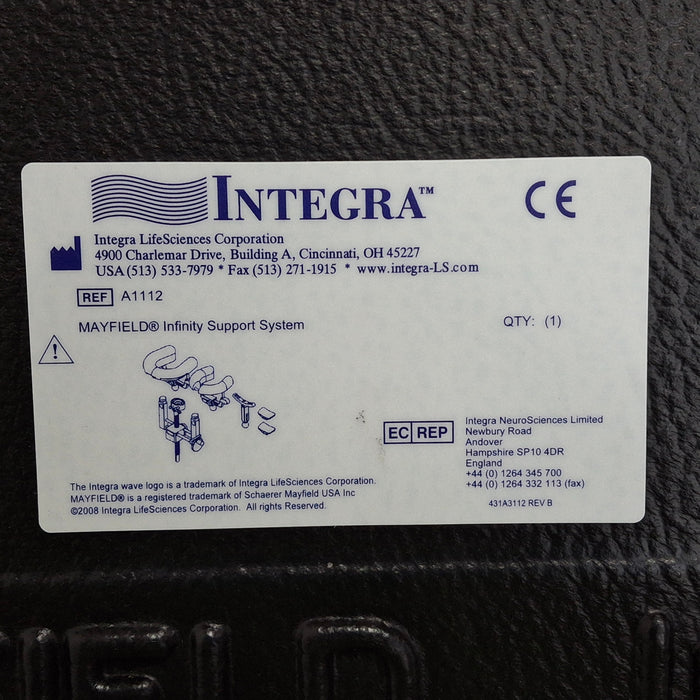 INTEGRA™
CE
Integra LifeSciences Corporation
4900 Charlemar Drive, Building A, Cincinnati, OH 45227
USA (513) 533-7979 * Fax (513) 271-1915 * www.integra-LS.com
REF A1112
MAYFIELD® Infinity Support System
QTY: (1)
EC REP
Integra NeuroSciences Limited
Newbury Road
Andover
Hampshire SP10 4DR
England
+44 (0) 1264 345 700
+44 (0) 1264 332 113 (fax)
The Integra wave logo is a trademark of Integra LifeSciences Corporation.
MAYFIELD® is a registered trademark of Schaerer Mayfield USA Inc
©2008 Integra LifeSciences Corporation. All rights Reserved.
431A3112 REV B